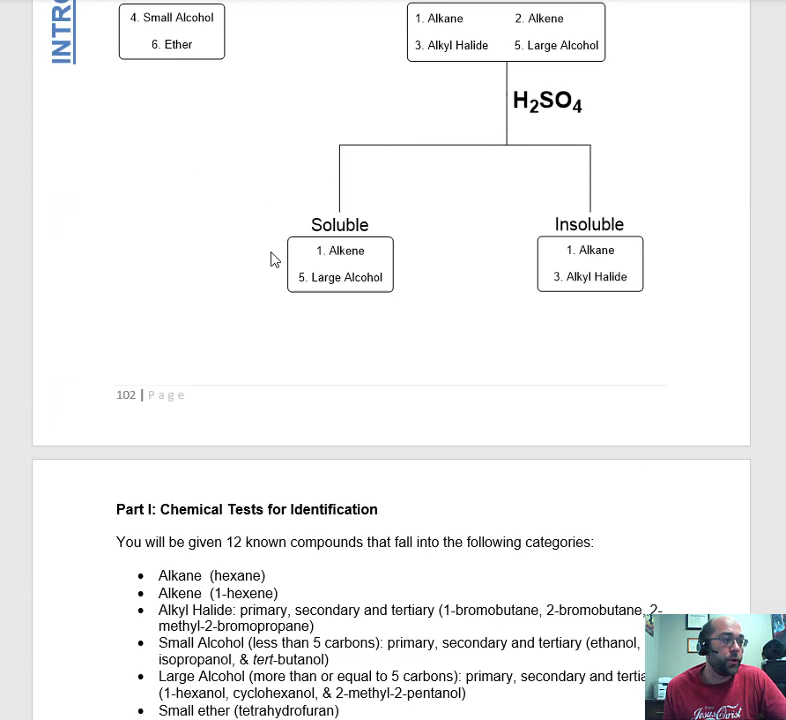 INTRO
4. Small Alcohol
6. Ether
1. Alkane 2. Alkene
3. Alkyl Halide 5. Large Alcohol
H₂SO₄
Soluble
Insoluble
1. Alkene
5. Large Alcohol
1. Alkane
3. Alkyl Halide
102 | Page
Part I: Chemical Tests for Identification
You will be given 12 known compounds that fall into the following categories:
• Alkane (hexane)
• Alkene (1-hexene)
• Alkyl Halide: primary, secondary and tertiary (1-bromobutane, 2-bromobutane, 2-
methyl-2-bromopropane)
• Small Alcohol (less than 5 carbons): primary, secondary and tertiary (ethanol,
isopropanol, & tert-butanol)
• Large Alcohol (more than or equal to 5 carbons): primary, secondary and tertia
(1-hexanol, cyclohexanol, & 2-methyl-2-pentanol)
• Small ether (tetrahydrofuran)
Jesus Christ